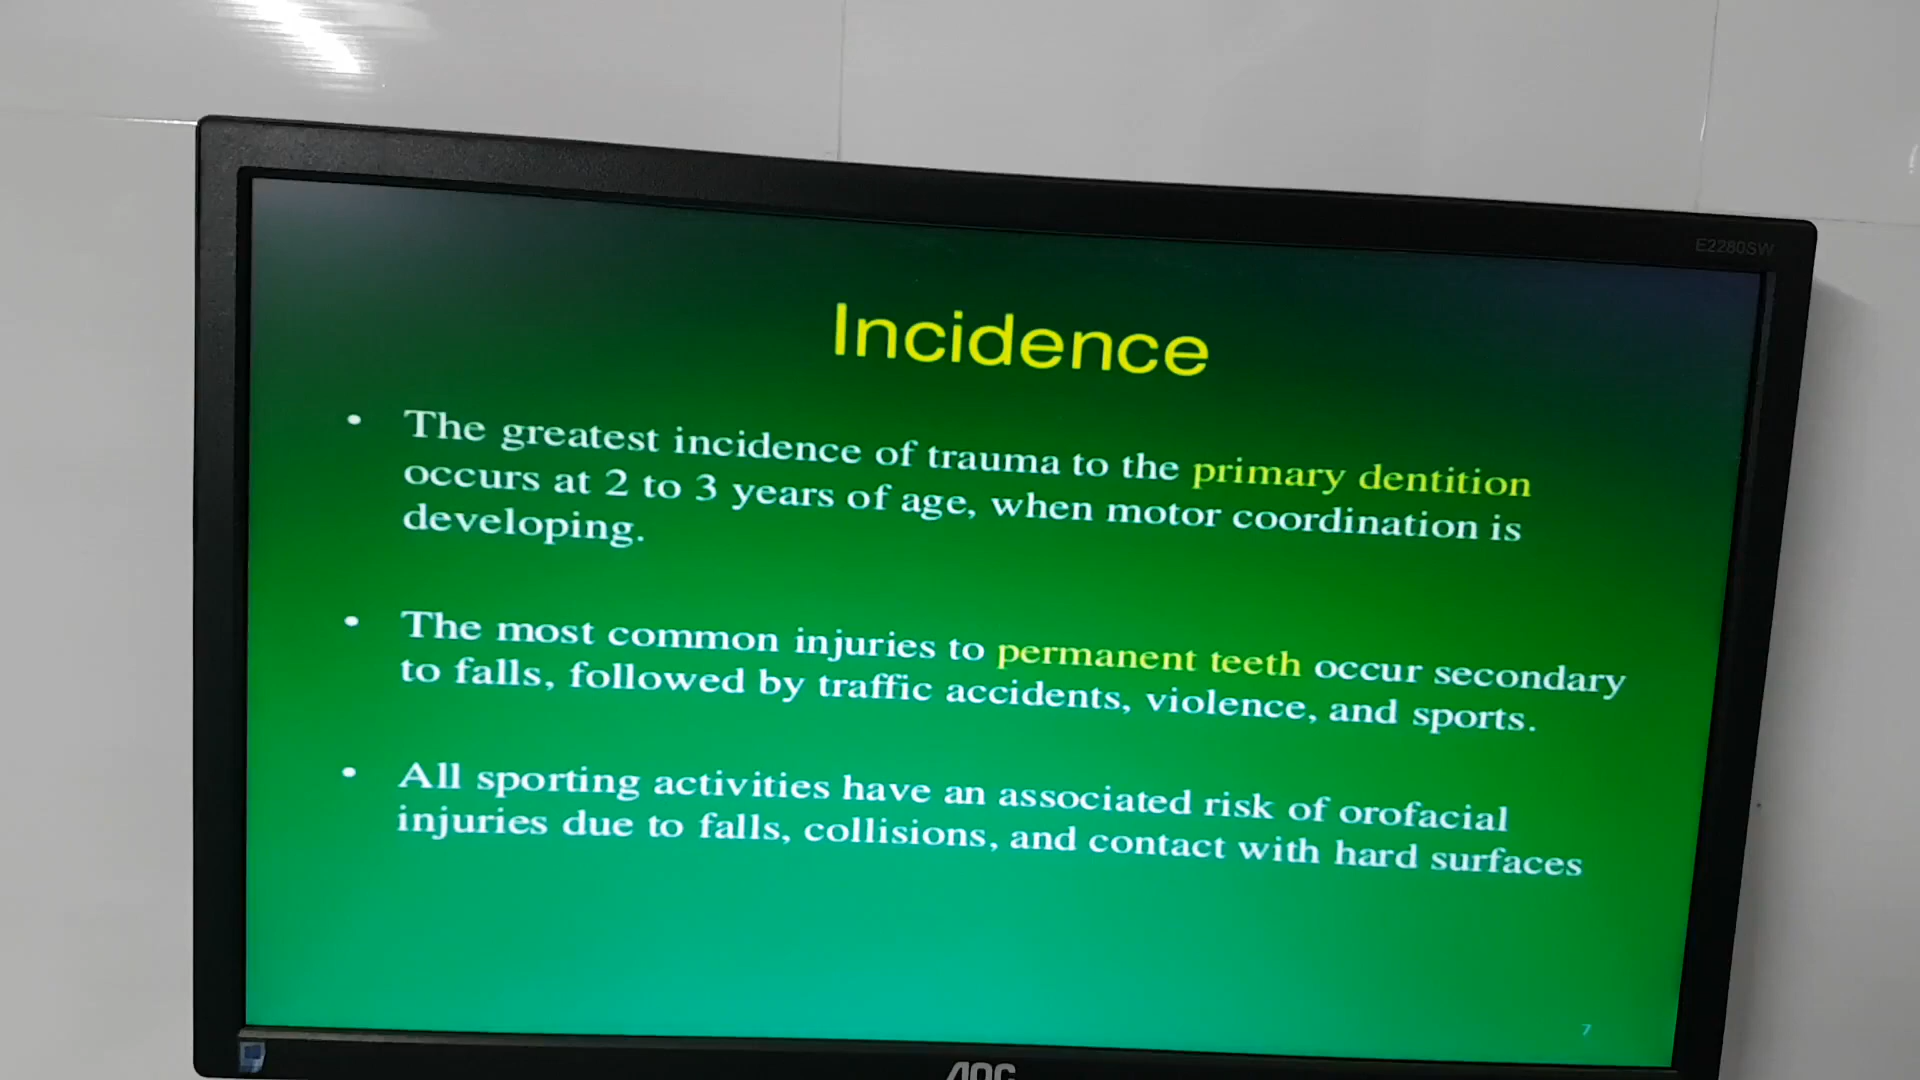 E2280SW
Incidence
• The greatest incidence of trauma to the primary dentition
occurs at 2 to 3 years of age, when motor coordination is
developing.
• The most common injuries to permanent teeth occur secondary
to falls, followed by traffic accidents, violence, and sports.
• All sporting activities have an associated risk of orofacial
injuries due to falls, collisions, and contact with hard surfaces
7
AOC